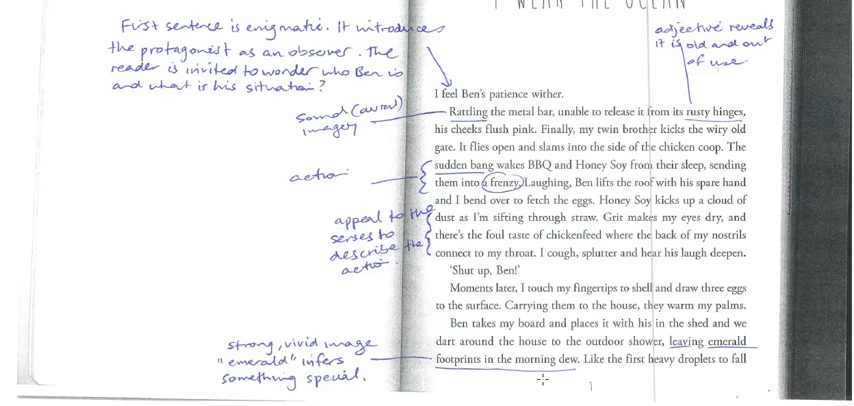 I WEAR THE OCEAN
First sentence is enigmatic. It introduces
the protagonist as an observer. The
reader is invited to wonder who Ben is
and what is his situation?
adjective reveals
it is old and out
of use.
I feel Ben's patience wither.
sound (aural)
imagery
Rattling the metal bar, unable to release it from its rusty hinges,
his cheeks flush pink. Finally, my twin brother kicks the wiry old
gate. It flies open and slams into the side of the chicken coop. The
action
sudden bang wakes BBQ and Honey Soy from their sleep, sending
them into a frenzy. Laughing, Ben lifts the roof with his spare hand
and I bend over to fetch the eggs. Honey Soy kicks up a cloud of
appeal to the
senses to
describe the
action.
dust as I'm sifting through straw. Grit makes my eyes dry, and
there's the foul taste of chickenfeed where the back of my nostrils
connect to my throat. I cough, splutter and hear his laugh deepen.
'Shut up, Ben!'
Moments later, I touch my fingertips to shell and draw three eggs
to the surface. Carrying them to the house, they warm my palms.
Ben takes my board and places it with his in the shed and we
strong, vivid image
"emerald" infers
something special.
dart around the house to the outdoor shower, leaving emerald
footprints in the morning dew. Like the first heavy droplets to fall
1